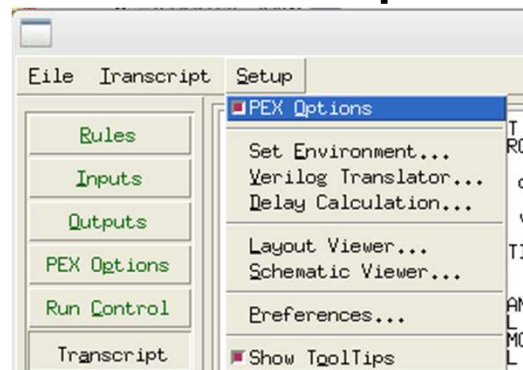 File Transcript Setup
PEX Options
Rules
Set Environment...
Inputs
Verilog Translator...
Delay Calculation...
Outputs
Layout Viewer...
PEX Options
Schematic Viewer...
Run Control
Preferences...
Transcript
Show ToolTips